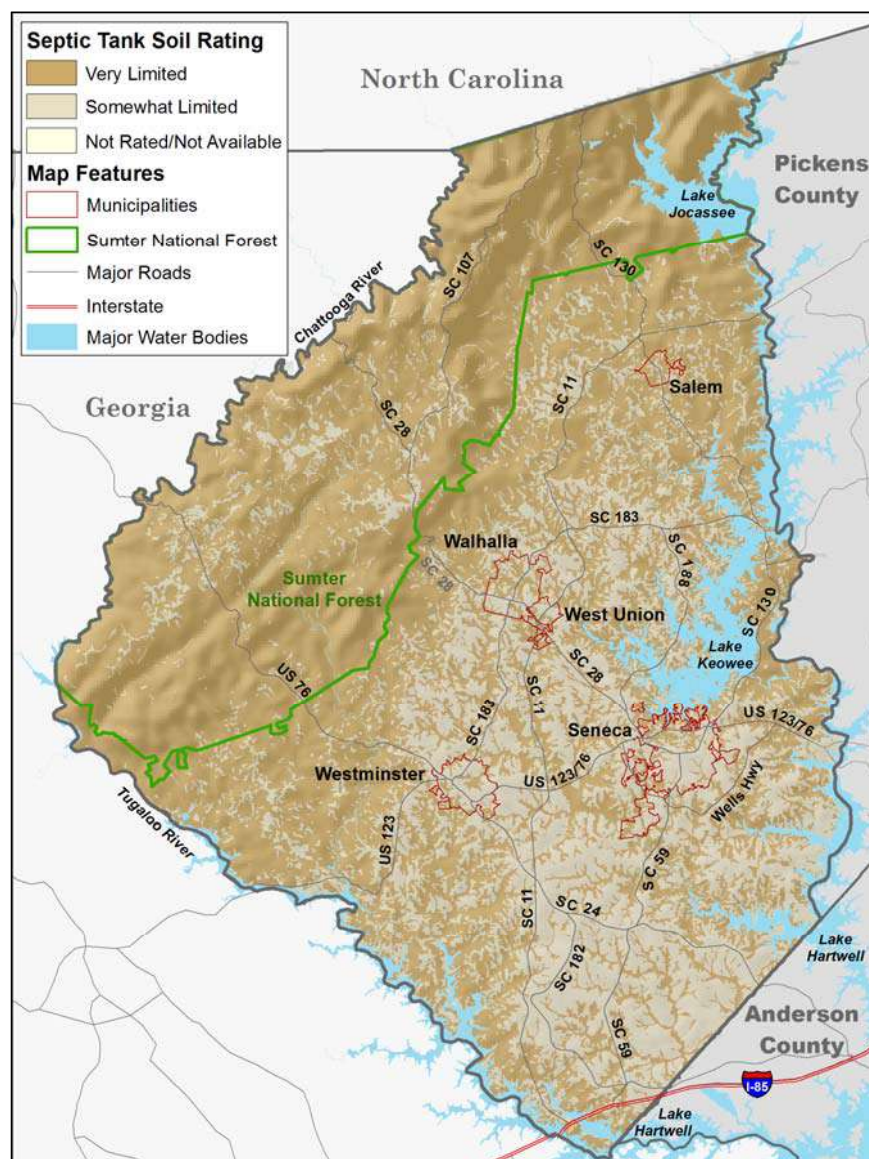 Septic Tank Soil Rating
Very Limited
Somewhat Limited
Not Rated/Not Available
Map Features
Municipalities
Sumter National Forest
Major Roads
Interstate
Major Water Bodies
North Carolina
Pickens
County
Lake
Jocassee
SC 130
SC 107
Chattooga River
Georgia
SC 28
SC 11
Salem
SC 183
Walhalla
SC 188
SC 28
Sumter
National Forest
West Union
SC 130
Lake
Keowee
SC 28
US 76
SC 183
SC 11
Seneca
US 123/76
Westminster
US 123/76
Wells Hwy
Tugaloo River
US 123
SC 59
SC 11
SC 24
SC 182
Lake
Hartwell
SC 59
Anderson
County
I-85
Lake
Hartwell